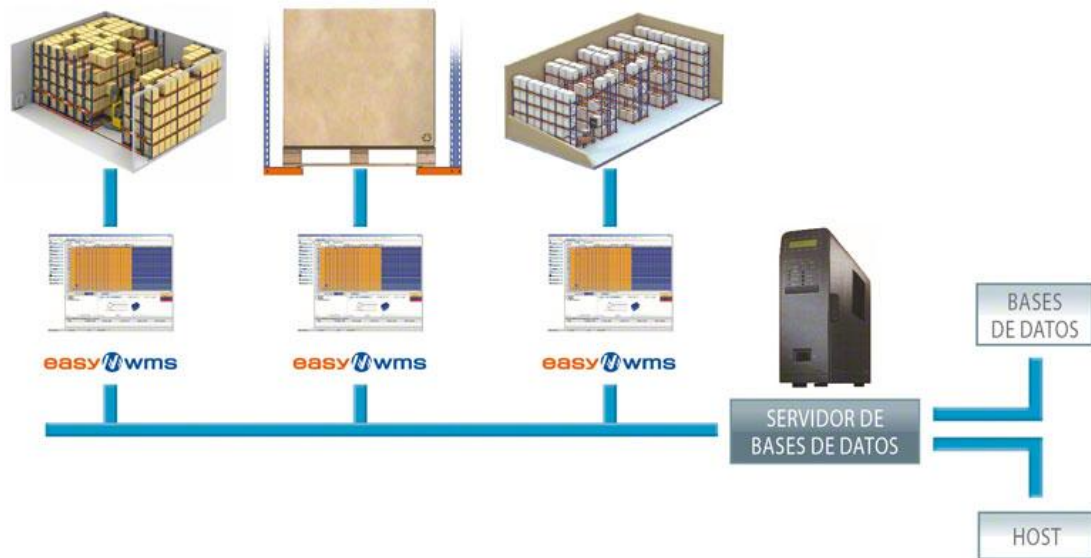 easy wms
easy wms
easy wms
BASES
DE DATOS
SERVIDOR DE
BASES DE DATOS
HOST